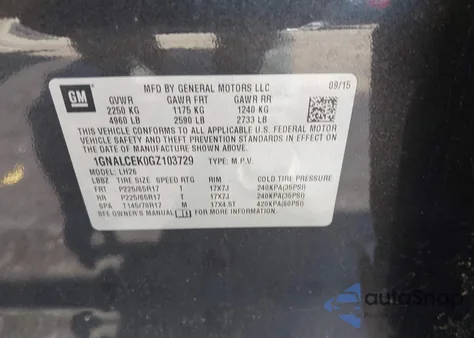 GM
MFD BY GENERAL MOTORS LLC 09/15
GVWR GAWR FRT GAWR RR
2250 KG 1175 KG 1240 KG
4960 LB 2590 LB 2733 LB
THIS VEHICLE CONFORMS TO ALL APPLICABLE U.S. FEDERAL MOTOR
VEHICLE SAFETY AND THEFT PREVENTION STANDARDS IN EFFECT ON
THE DATE OF MANUFACTURE SHOWN ABOVE.
1GNALCEK0GZ103729 TYPE: M.P.V.
MODEL: LH26
LBBZ TIRE SIZE SPEED RTG RIM COLD TIRE PRESSURE
FRT P225/65R17 T 17X7J 240KPA(35PSI)
RR P225/65R17 T 17X7J 240KPA(35PSI)
SPA T145/70R17 M 17X4.5T 420KPA(60PSI)
SEE OWNER'S MANUAL FOR MORE INFORMATION.
autoSnap